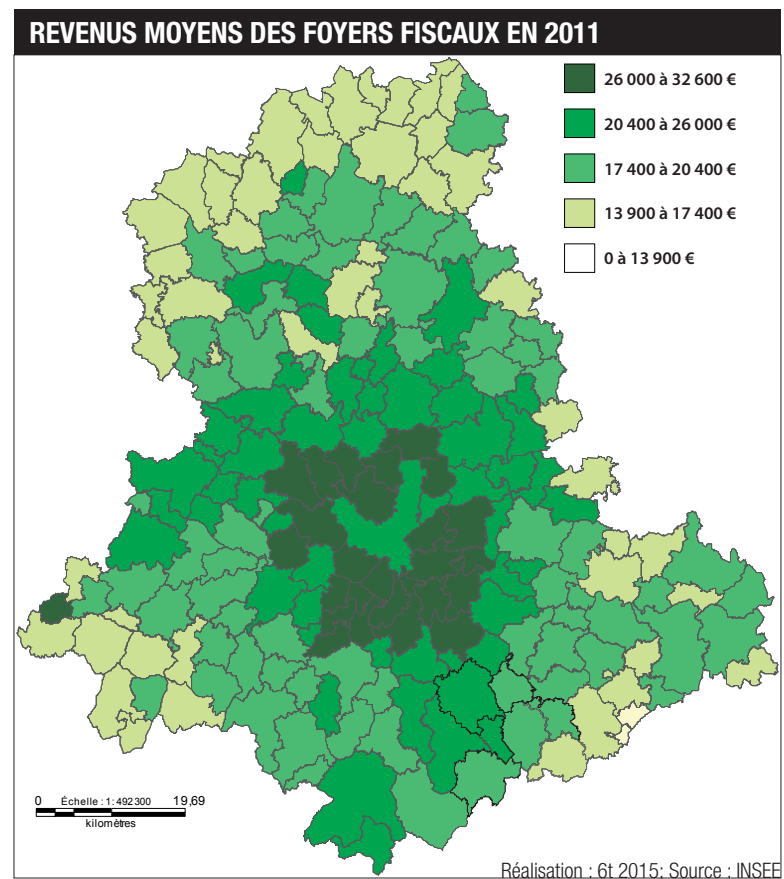 REVENUS MOYENS DES FOYERS FISCAUX EN 2011
26 000 à 32 600 €
20 400 à 26 000 €
17 400 à 20 400 €
13 900 à 17 400 €
0 à 13 900 €
0 Échelle : 1: 492 300 19,69
kilomètres
Réalisation : 6t 2015; Source : INSEE